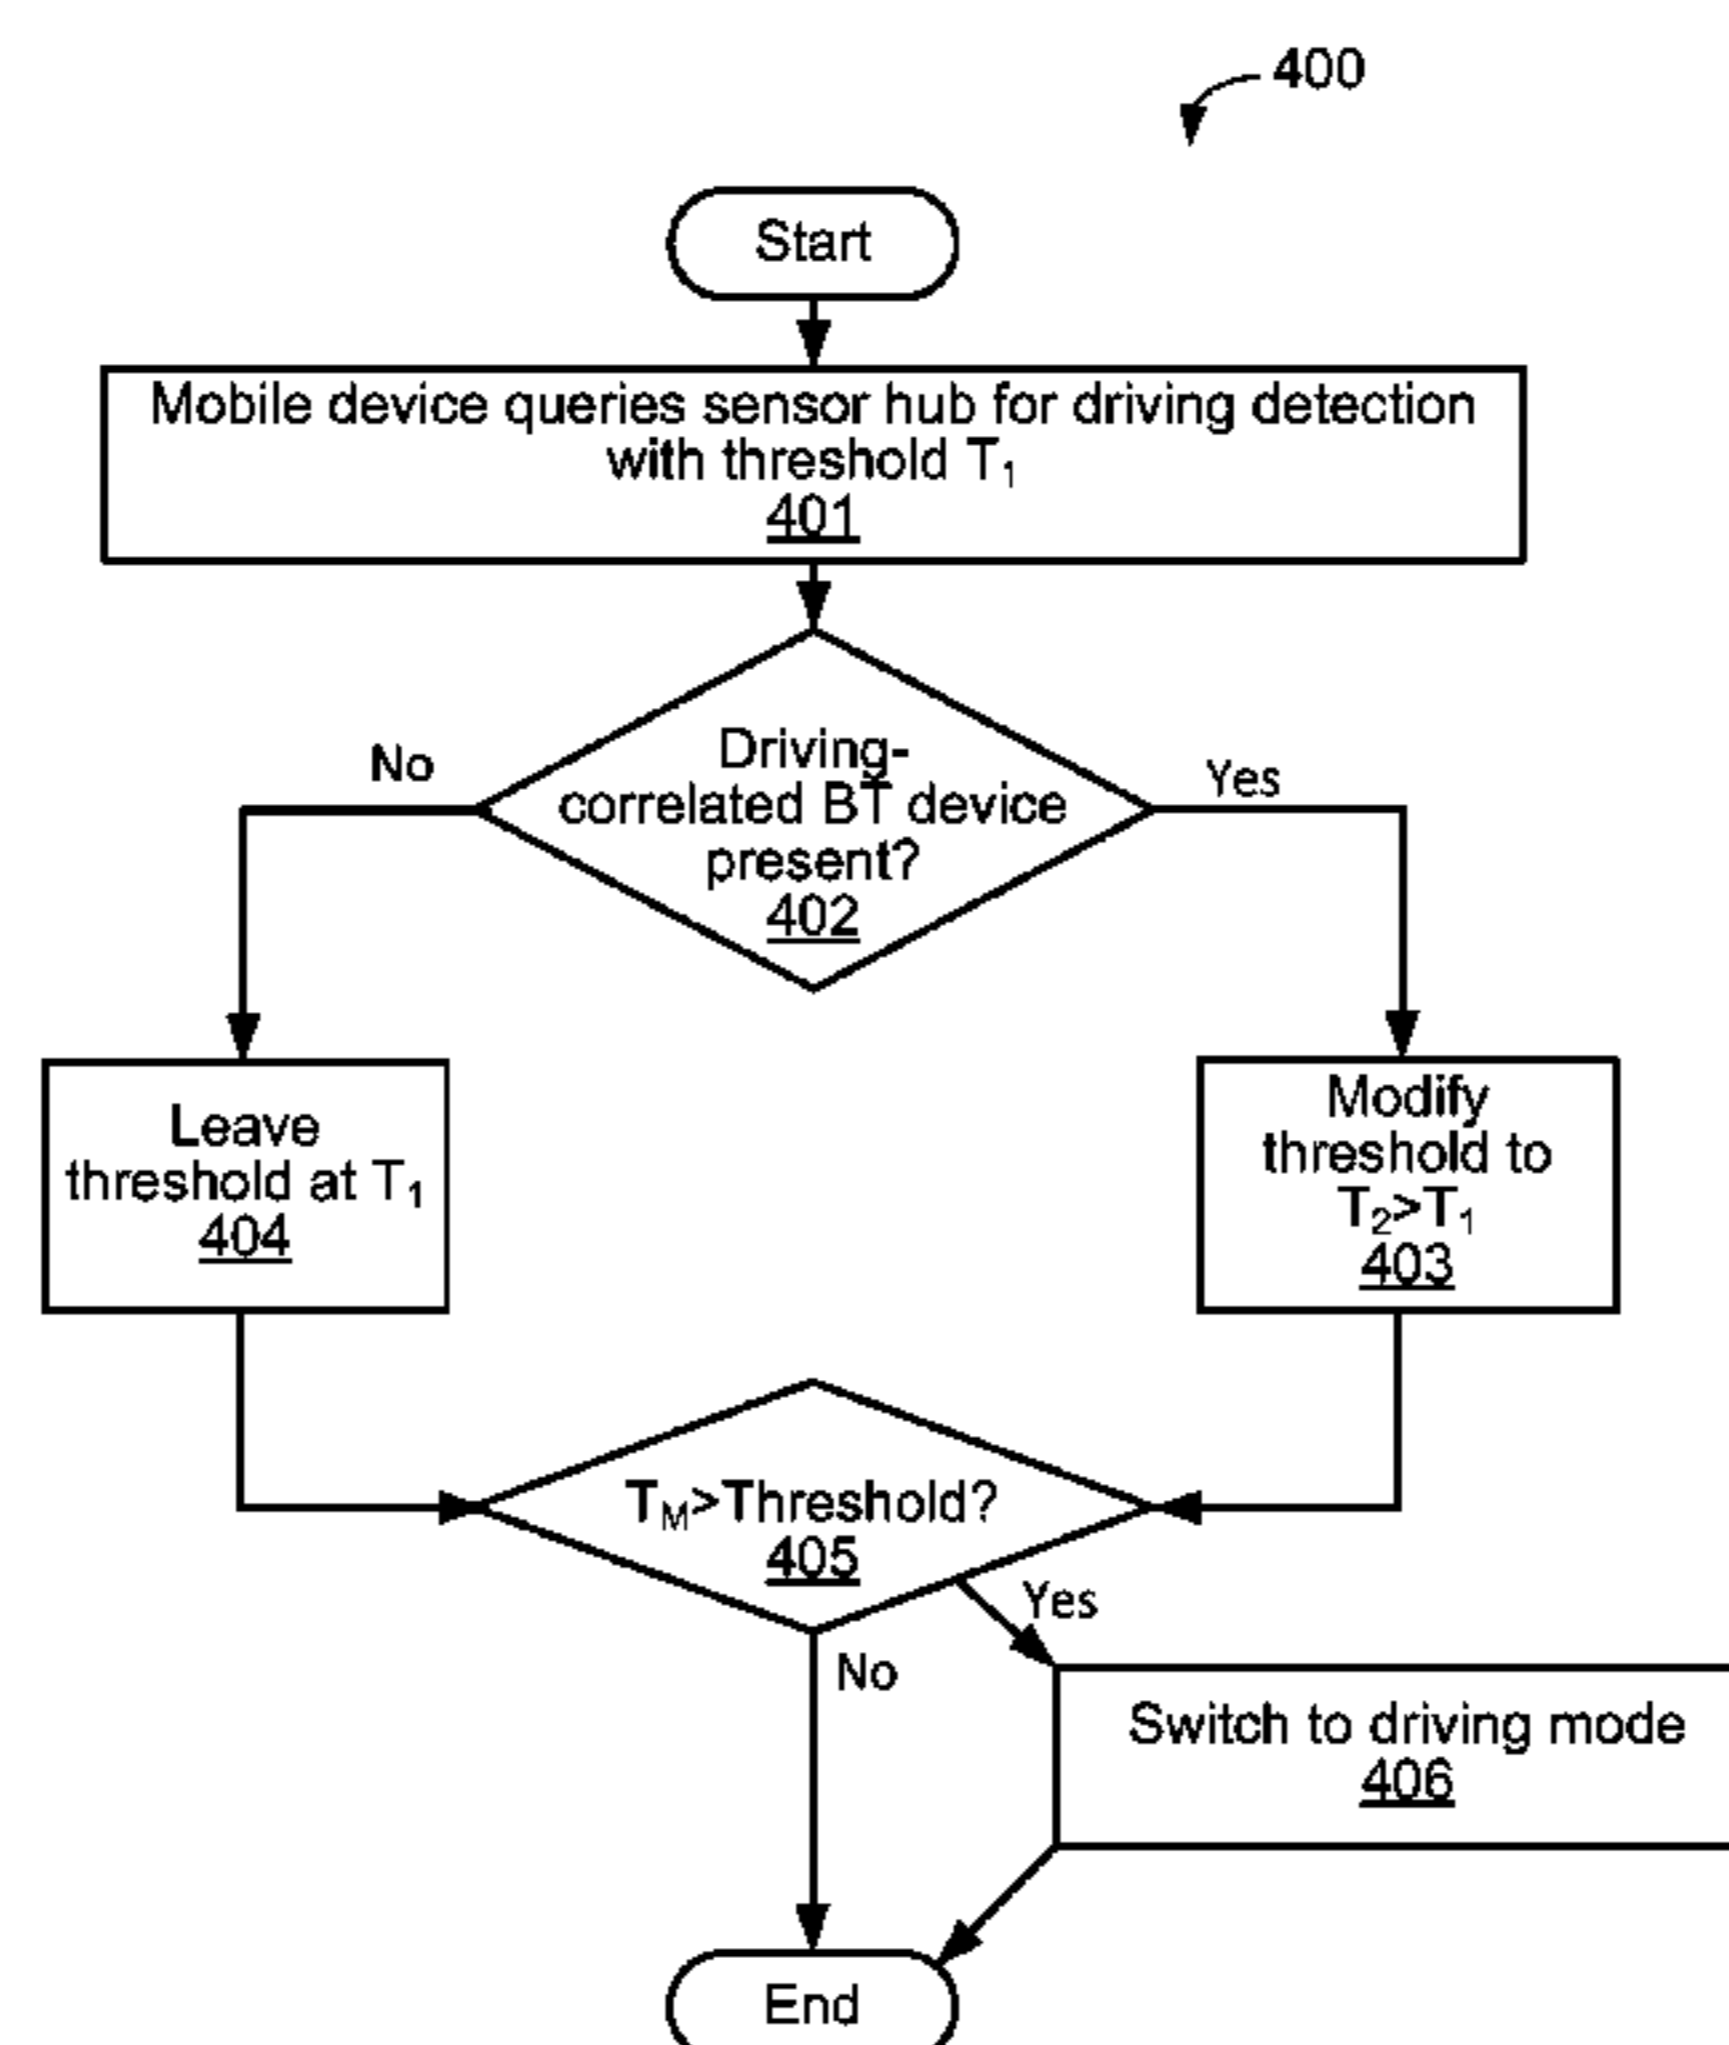 400
Start
Mobile device queries sensor hub for driving detection
with threshold T₁
401
Driving-
correlated BT device
present?
402
No
Yes
Leave
threshold at T₁
404
Modify
threshold to
T₂>T₁
403
T_M>Threshold?
405
Yes
No
Switch to driving mode
406
End